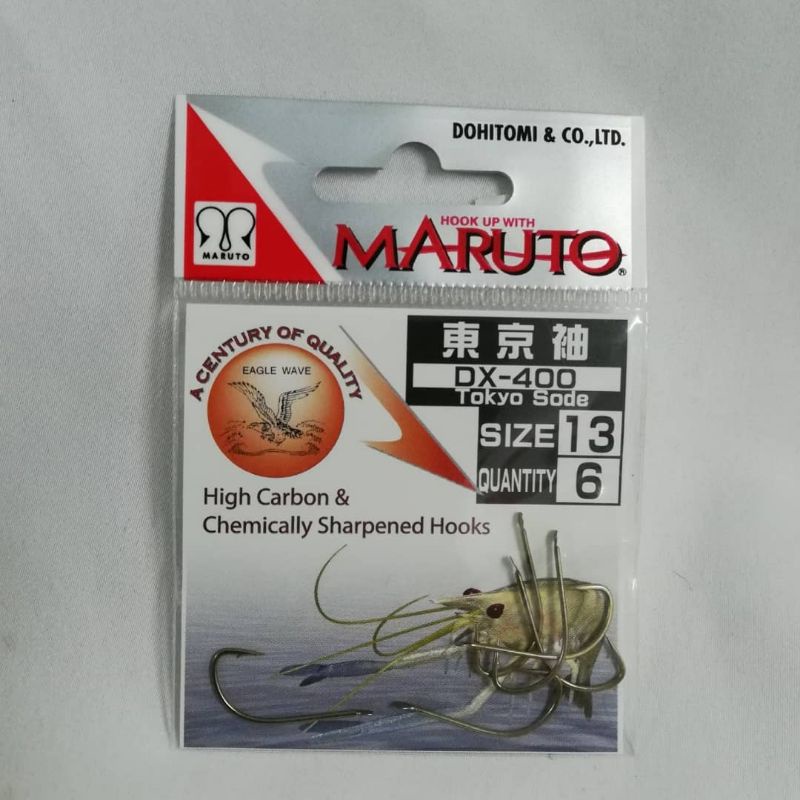 DOHITOMI & CO.,LTD.
HOOK UP WITH
MARUTO®
MARUTO
A CENTURY OF QUALITY
EAGLE WAVE
東京袖
DX-400
Tokyo Sode
SIZE 13
QUANTITY 6
High Carbon &
Chemically Sharpened Hooks